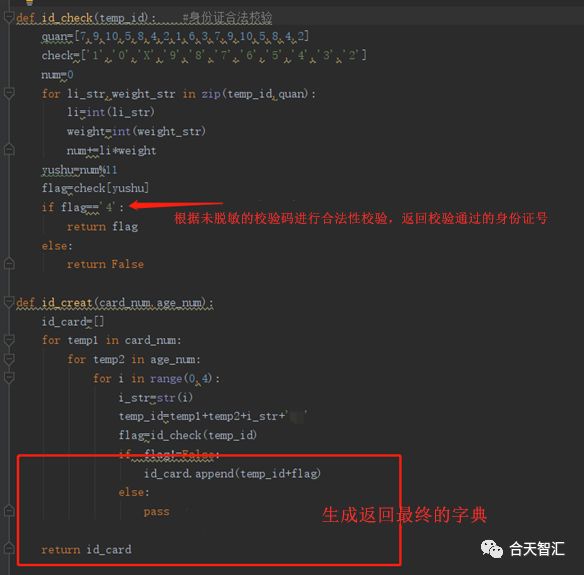 def id_check(temp_id):    #身份证合法校验
quan=[7,9,10,5,8,4,2,1,6,3,7,9,10,5,8,4,2]
check=['1','0','X','9','8','7','6','5','4','3','2']
num=0
for li_str,weight_str in zip(temp_id,quan):
li=int(li_str)
weight=int(weight_str)
num+=li*weight
yushu=num%11
flag=check[yushu]
if flag=='4':
根据未脱敏的校验码进行合法性校验，返回校验通过的身份证号
return flag
else:
return False
def id_creat(card_num,age_num):
id_card=[]
for temp1 in card_num:
for temp2 in age_num:
for i in range(0,4):
i_str=str(i)
temp_id=temp1+temp2+i_str+'  '
flag=id_check(temp_id)
if flag!=False:
id_card.append(temp_id+flag)
else:
生成返回最终的字典
pass
return id_card
合天智汇